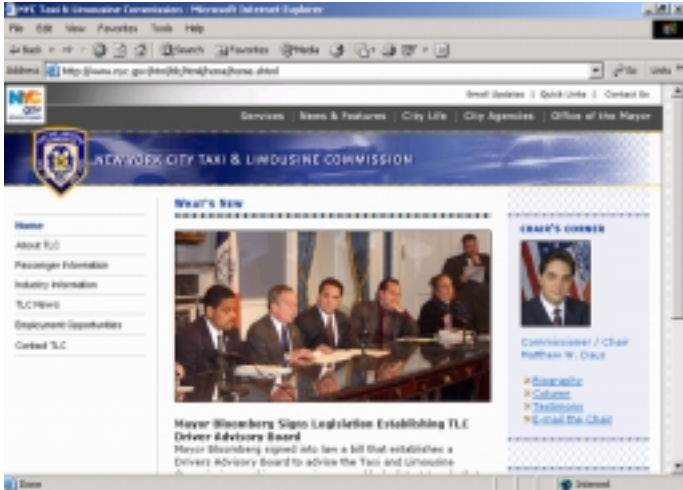 NYC Taxi & Limousine Commission - Microsoft Internet Explorer
File Edit View Favorites Tools Help
Back Search Favorites Media
Address Go Links
NYC
Email Updates | Quick Links | Contact Us
Services | News & Features | City Life | City Agencies | Office of the Mayor
NEW YORK CITY TAXI & LIMOUSINE COMMISSION
WHAT'S NEW
Home
About TLC
Passenger Information
Industry Information
TLC News
Employment Opportunities
Contact TLC
CHAIR'S CORNER
Commissioner / Chair
Matthew W. Daus
Biography
Column
Testimony
E-mail the Chair
Mayor Bloomberg Signs Legislation Establishing TLC
Driver Advisory Board
Mayor Bloomberg signed into law a bill that establishes a
Drivers Advisory Board to advise the Taxi and Limousine
Done
Internet